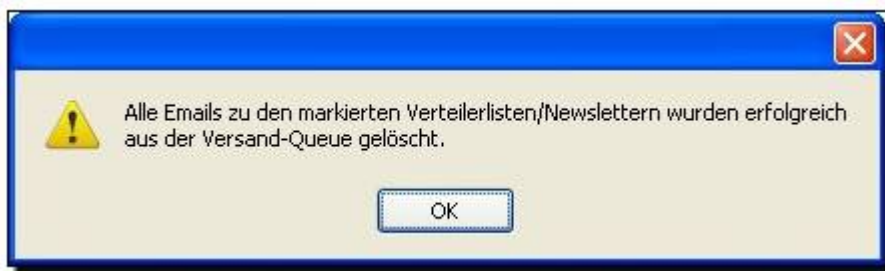 Alle Emails zu den markierten Verteilerlisten/Newslettern wurden erfolgreich
aus der Versand-Queue gelöscht.
OK